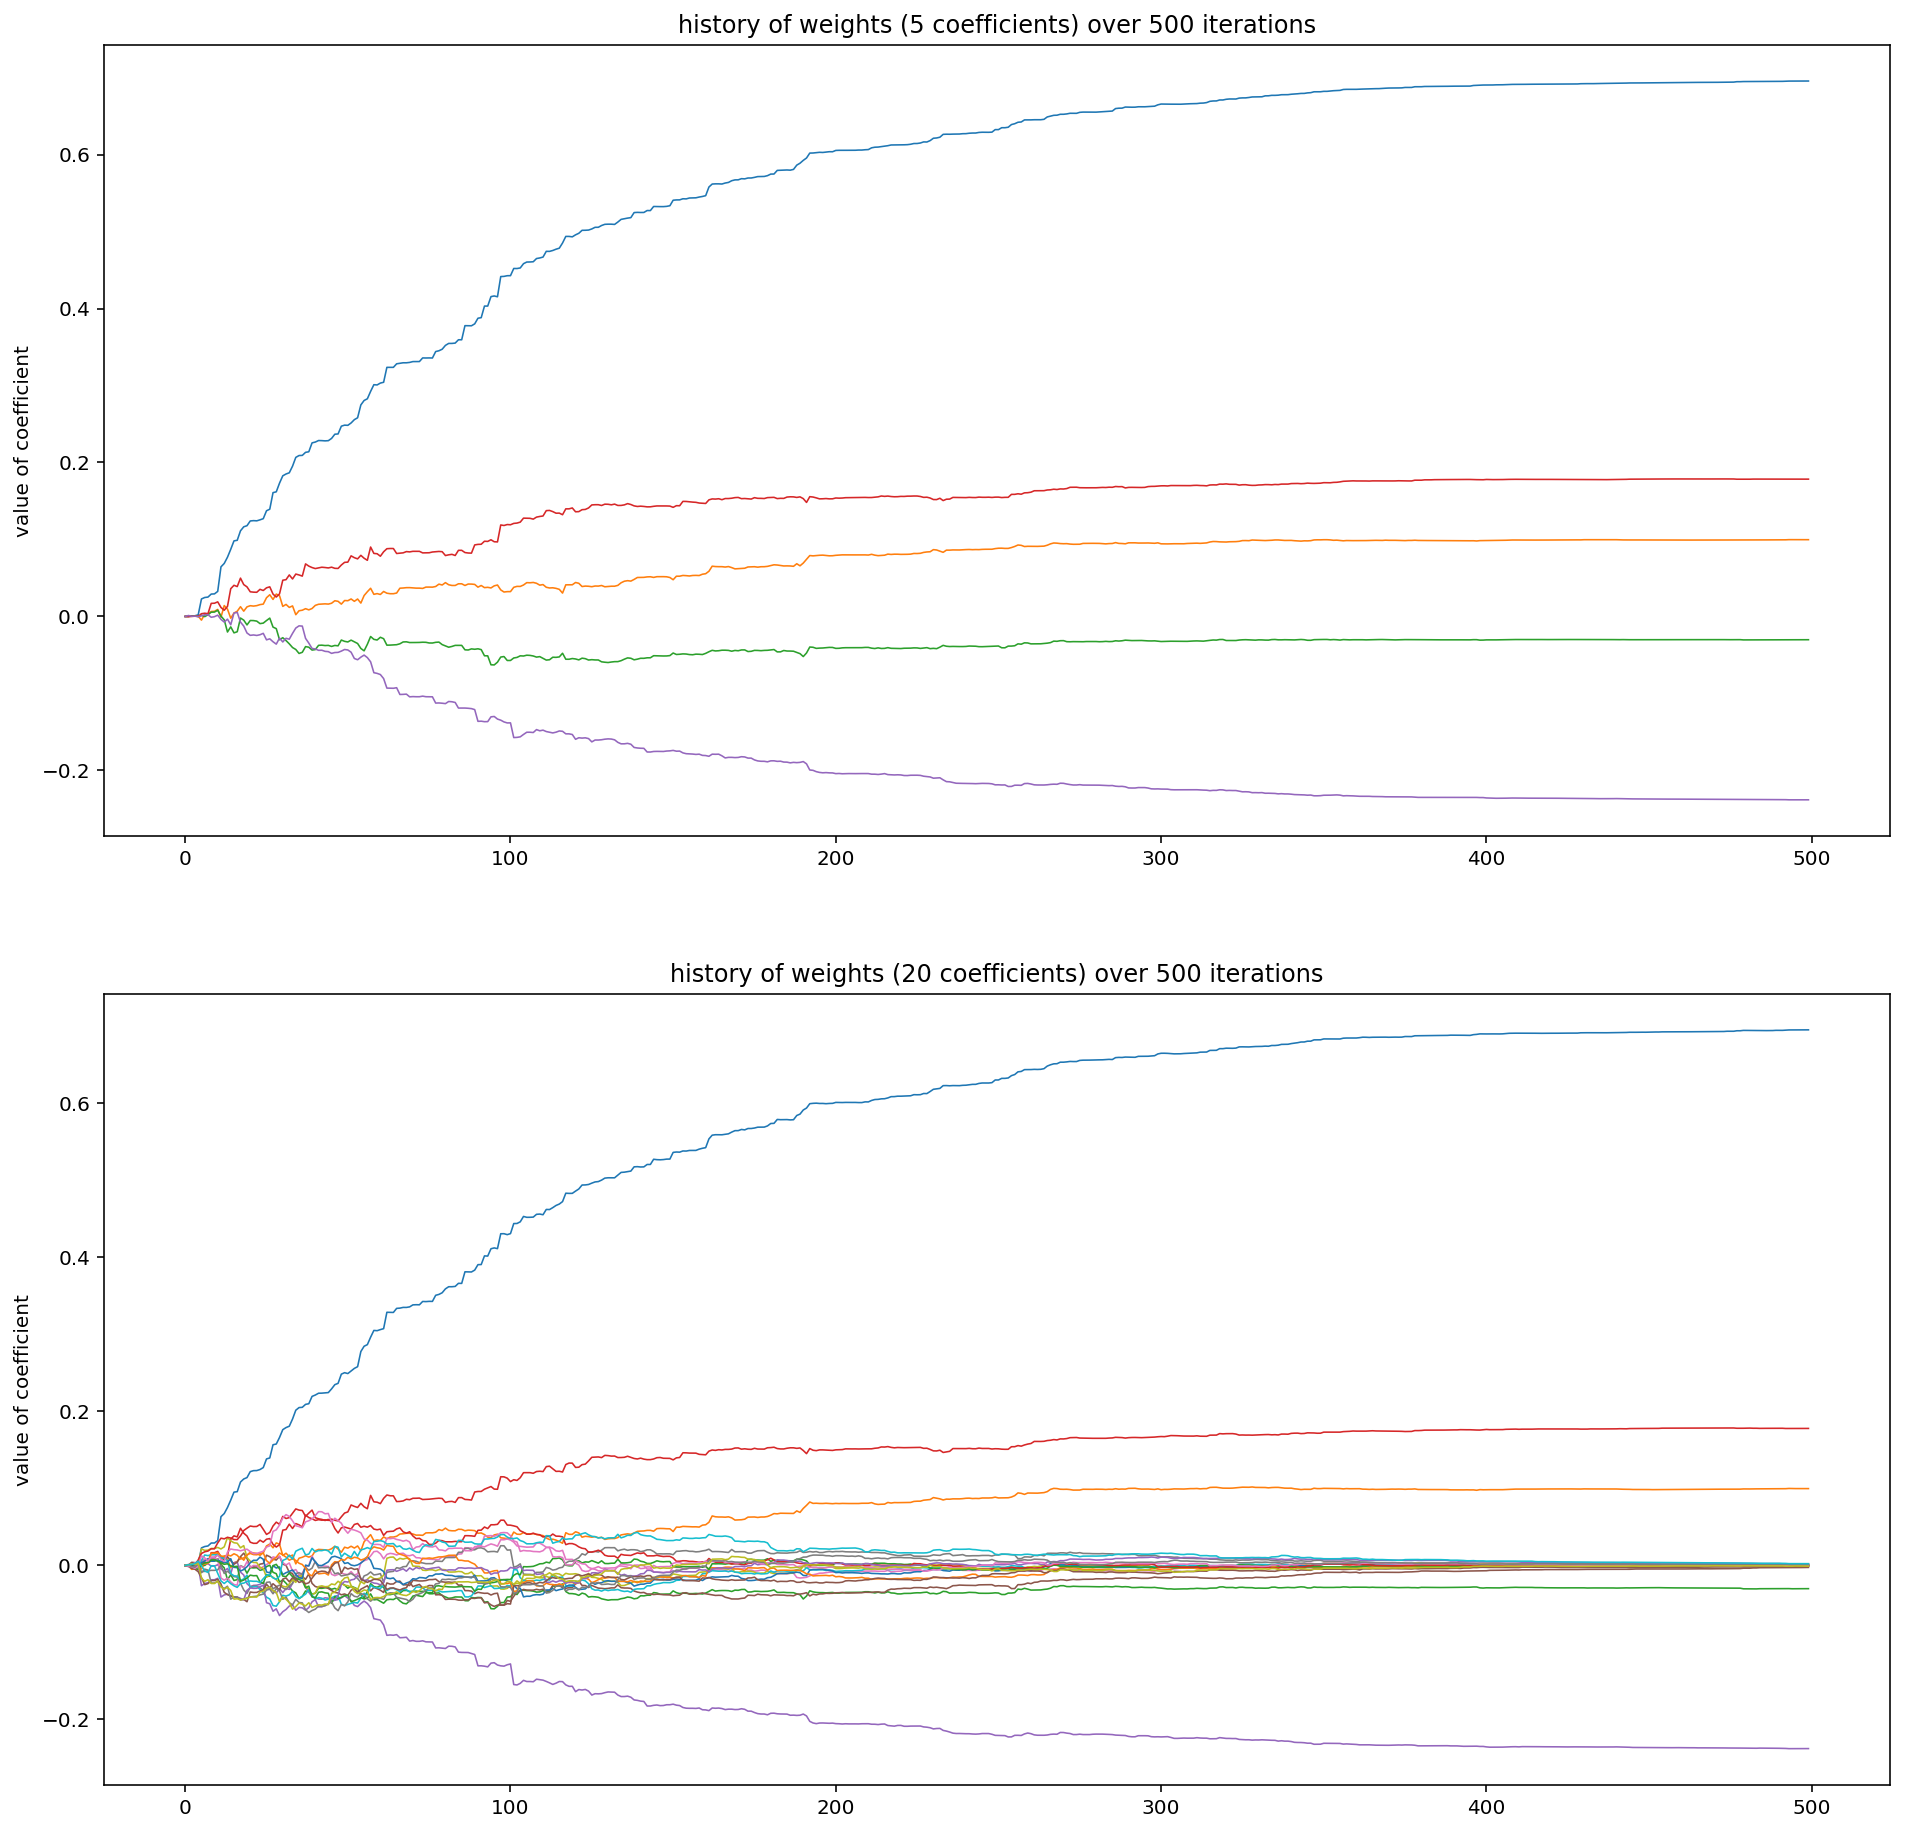 history of weights (5 coefficients) over 500 iterations
value of coefficient
0.6
0.4
0.2
0.0
−0.2
0 100 200 300 400 500
history of weights (20 coefficients) over 500 iterations
value of coefficient
0.6
0.4
0.2
0.0
−0.2
0 100 200 300 400 500